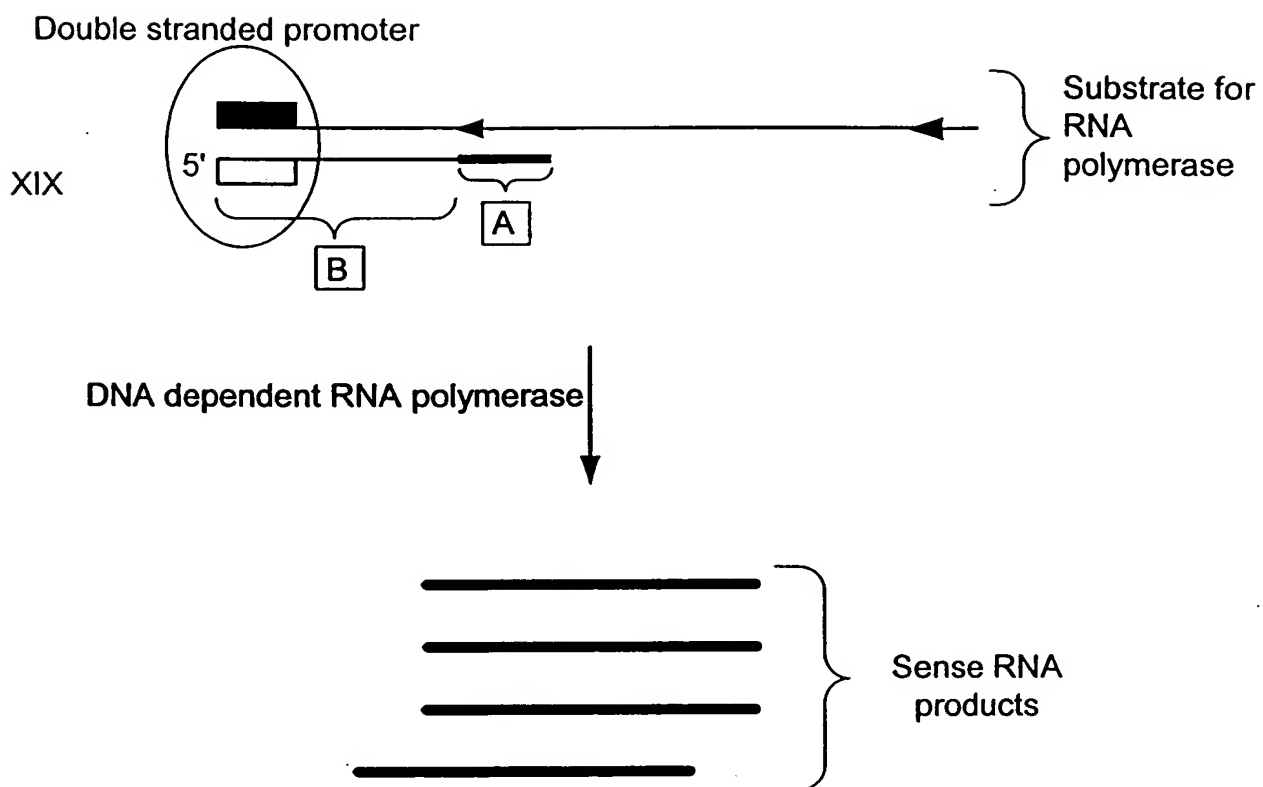 Double stranded promoter
Substrate for
RNA
polymerase
5'
XIX
A
B
DNA dependent RNA polymerase
Sense RNA
products